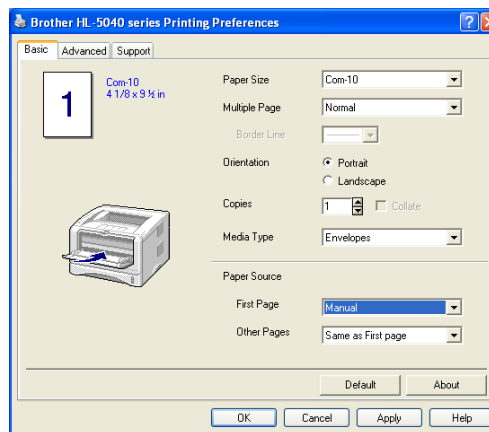 Brother HL-5040 series Printing Preferences
Basic Advanced Support
1
Com-10
4 1/8 x 9 ½ in
Paper Size Com-10
Multiple Page Normal
Border Line
Orientation Portrait
Landscape
Copies 1 Collate
Media Type Envelopes
Paper Source
First Page Manual
Other Pages Same as First page
Default About
OK Cancel Apply Help